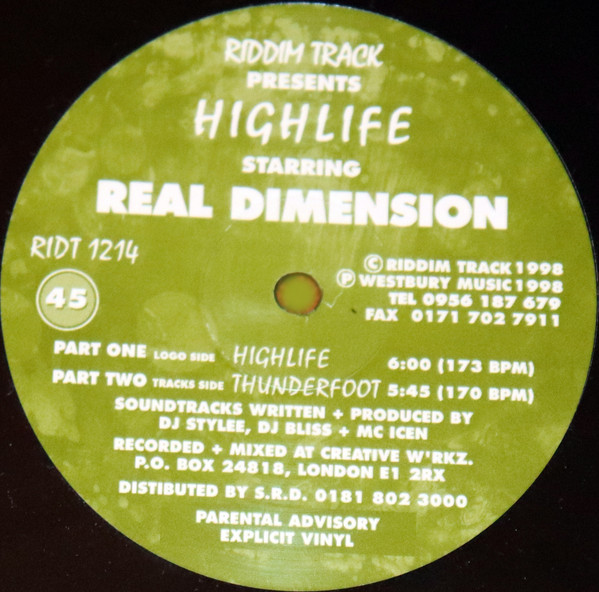 RIDDIM TRACK
PRESENTS
HIGHLIFE
STARRING
REAL DIMENSION
RIDT 1214
45
Ⓒ RIDDIM TRACK 1998
Ⓟ WESTBURY MUSIC 1998
TEL 0956 187 679
FAX 0171 702 7911
PART ONE LOGO SIDE HIGHLIFE 6:00 (173 BPM)
PART TWO TRACKS SIDE THUNDERFOOT 5:45 (170 BPM)
SOUNDTRACKS WRITTEN + PRODUCED BY
DJ STYLEE, DJ BLISS + MC ICEN
RECORDED + MIXED AT CREATIVE W'RKZ.
P.O. BOX 24818, LONDON E1 2RX
DISTIBUTED BY S.R.D. 0181 802 3000
PARENTAL ADVISORY
EXPLICIT VINYL